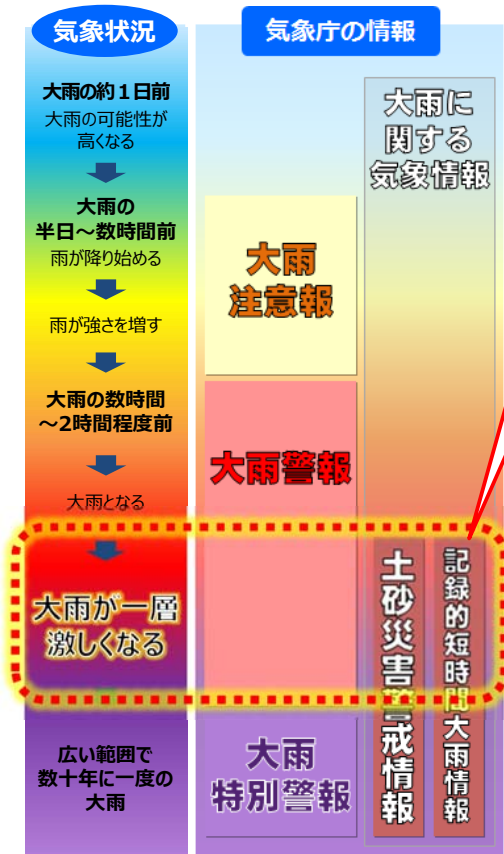 気象状況
大雨の約1日前
大雨の可能性が
高くなる
大雨の
半日～数時間前
雨が降り始める
雨が強さを増す
大雨の数時間
～2時間程度前
大雨となる
大雨が一層
激しくなる
広い範囲で
数十年に一度の
大雨
気象庁の情報
大雨
注意報
大雨警報
大雨
特別警報
大雨に
関する
気象情報
土砂災害警戒情報
記録的短時間大雨情報